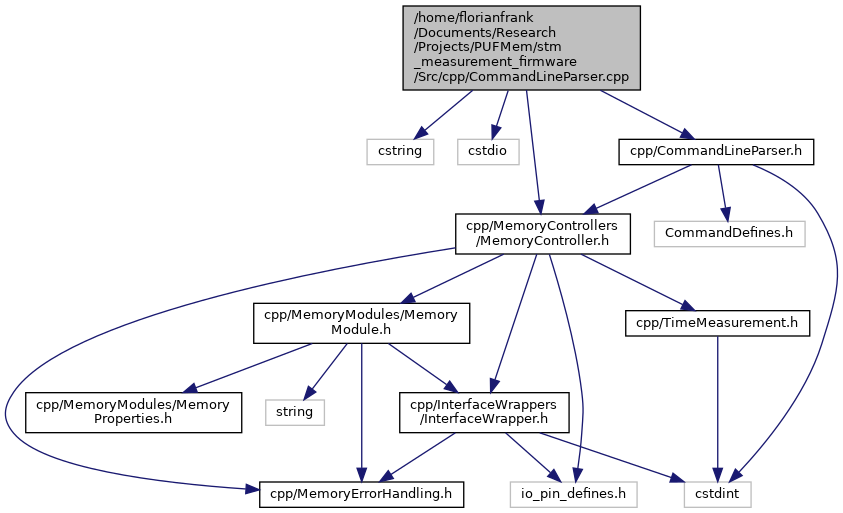 /home/florianfrank
/Documents/Research
/Projects/PUFMem/stm
_measurement_firmware
/Src/cpp/CommandLineParser.cpp
cstring
cstdio
cpp/CommandLineParser.h
cpp/MemoryControllers
/MemoryController.h
CommandDefines.h
cpp/MemoryModules/Memory
Module.h
cpp/TimeMeasurement.h
cpp/MemoryModules/Memory
Properties.h
string
cpp/InterfaceWrappers
/InterfaceWrapper.h
cpp/MemoryErrorHandling.h
io_pin_defines.h
cstdint